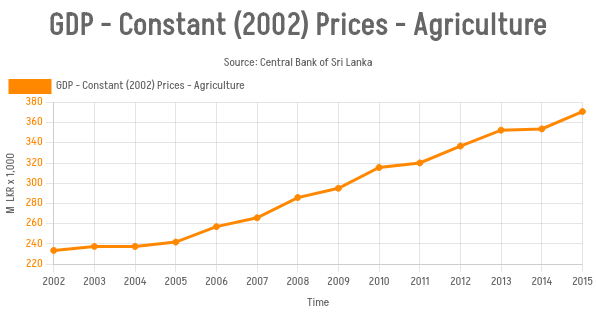 GDP - Constant (2002) Prices - Agriculture
Source: Central Bank of Sri Lanka
GDP - Constant (2002) Prices - Agriculture
380
360
340
320
300
280
260
240
220
M LKR x 1,000
2002 2003 2004 2005 2006 2007 2008 2009 2010 2011 2012 2013 2014 2015
Time